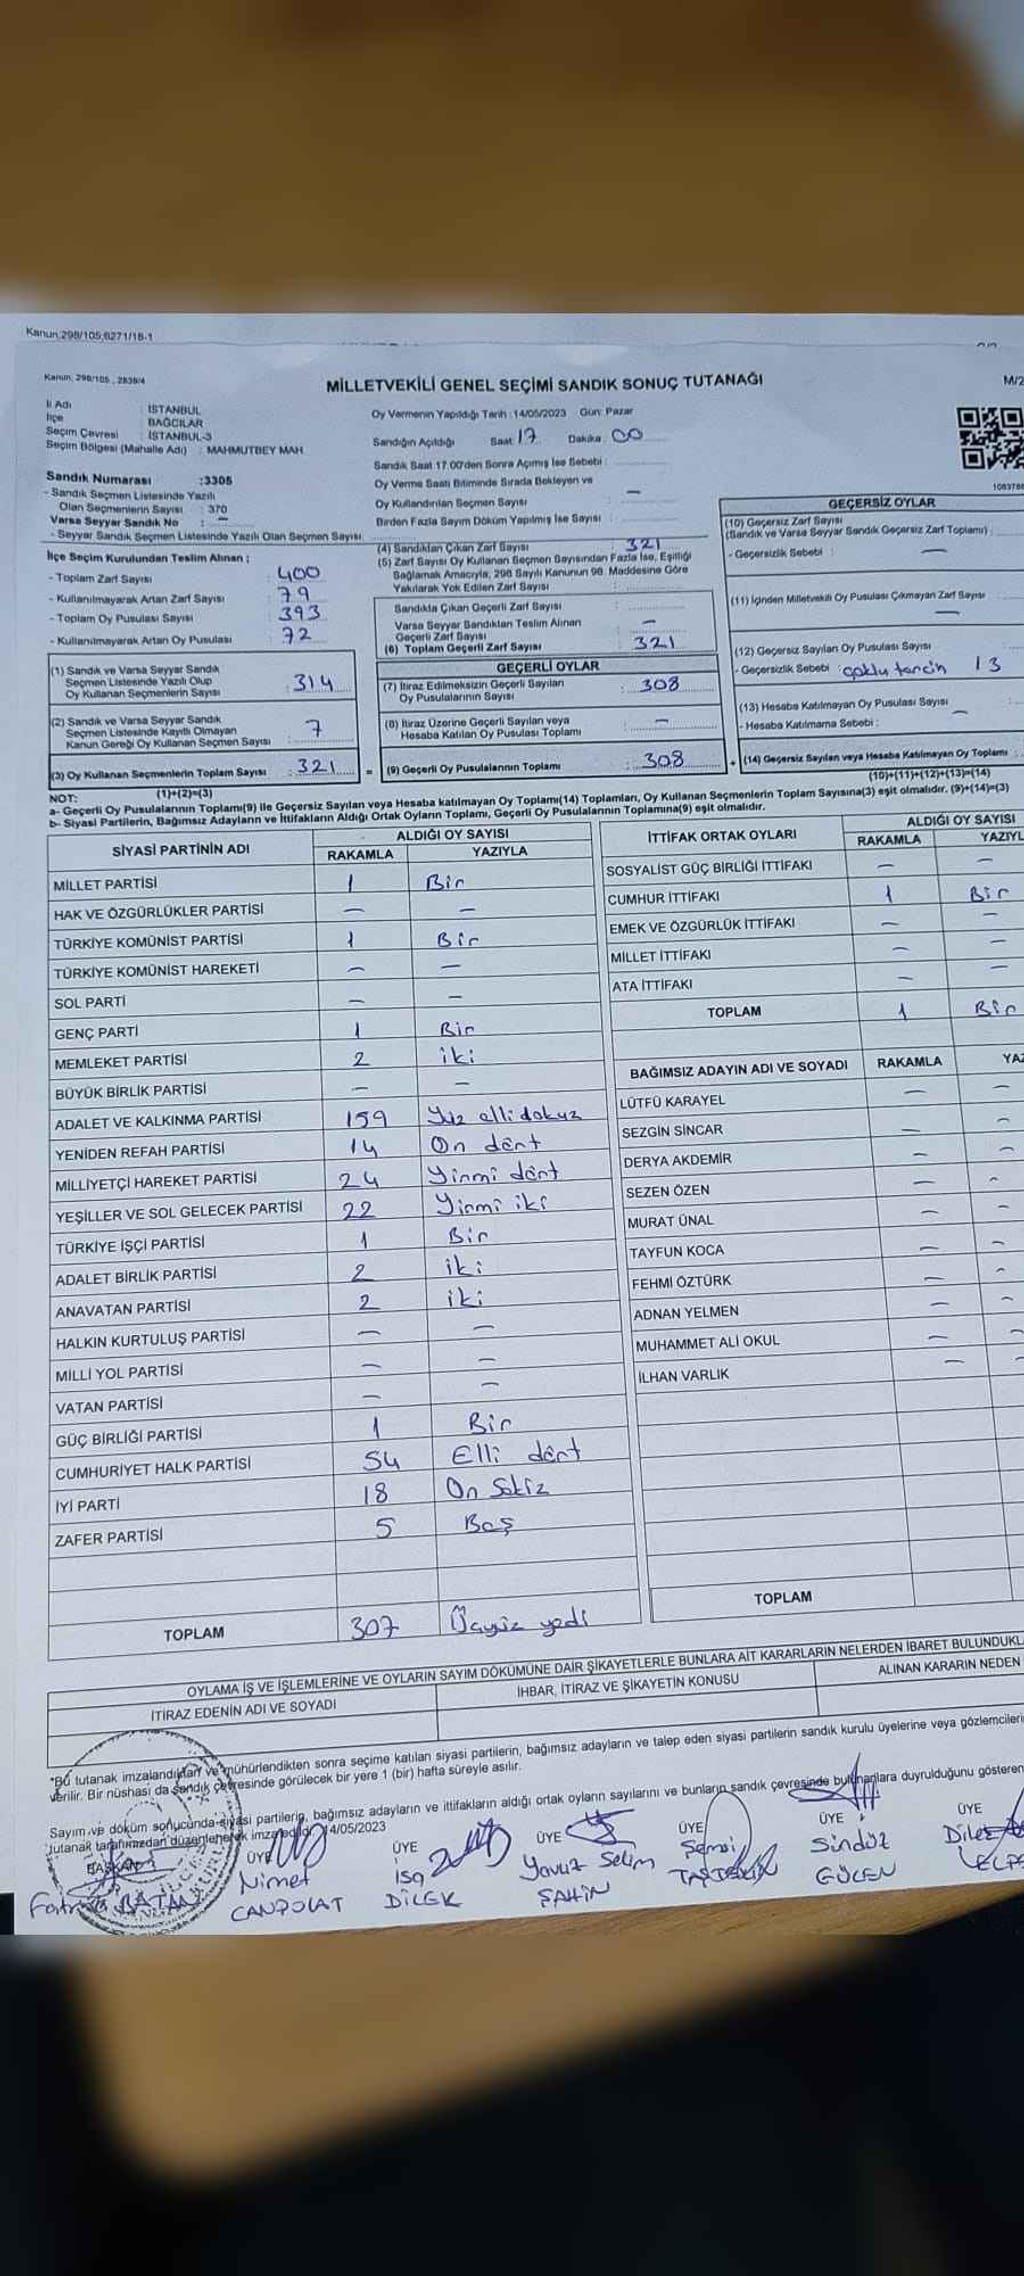 Kanun;298/105;6271/18-1
Kanun, 298/105 , 2839/4
MİLLETVEKİLİ GENEL SEÇİMİ SANDIK SONUÇ TUTANAĞI
M/2
İl Adı : İSTANBUL
İlçe : BAĞCILAR
Seçim Çevresi : İSTANBUL-3
Seçim Bölgesi (Mahalle Adı) : MAHMUTBEY MAH.
Oy Vermenin Yapıldığı Tarih :14/05/2023 Gün: Pazar
Sandığın Açıldığı Saat: 17 Dakika: 00
Sandık Saat 17.00'den Sonra Açılmış İse Sebebi :
Oy Verme Saati Bitiminde Sırada Bekleyen ve
Oy Kullandırılan Seçmen Sayısı : —
Birden Fazla Sayım Döküm Yapılmış İse Sayısı :
Sandık Numarası :3305
- Sandık Seçmen Listesinde Yazılı
Olan Seçmenlerin Sayısı : 370
Varsa Seyyar Sandık No : —
- Seyyar Sandık Seçmen Listesinde Yazılı Olan Seçmen Sayısı
İlçe Seçim Kurulundan Teslim Alınan ;
- Toplam Zarf Sayısı : 400
- Kullanılmayarak Artan Zarf Sayısı : 79
- Toplam Oy Pusulası Sayısı : 393
- Kullanılmayarak Artan Oy Pusulası : 72
(1) Sandık ve Varsa Seyyar Sandık
Seçmen Listesinde Yazılı Olup
Oy Kullanan Seçmenlerin Sayısı : 314
(2) Sandık ve Varsa Seyyar Sandık
Seçmen Listesinde Kayıtlı Olmayan
Kanun Gereği Oy Kullanan Seçmen Sayısı : 7
(3) Oy Kullanan Seçmenlerin Toplam Sayısı : 321
(1)+(2)=(3)
(4) Sandıktan Çıkan Zarf Sayısı : 321
(5) Zarf Sayısı Oy Kullanan Seçmen Sayısından Fazla İse, Eşitliği
Sağlamak Amacıyla, 298 Sayılı Kanunun 98. Maddesine Göre
Yakılarak Yok Edilen Zarf Sayısı :
Sandıkta Çıkan Geçerli Zarf Sayısı :
Varsa Seyyar Sandıktan Teslim Alınan
Geçerli Zarf Sayısı : —
(6) Toplam Geçerli Zarf Sayısı : 321
GEÇERLİ OYLAR
(7) İtiraz Edilmeksizin Geçerli Sayılan
Oy Pusulalarının Sayısı : 308
(8) İtiraz Üzerine Geçerli Sayılan veya
Hesaba Katılan Oy Pusulası Toplamı : —
= (9) Geçerli Oy Pusulalarının Toplamı : 308
GEÇERSİZ OYLAR
(10) Geçersiz Zarf Sayısı
(Sandık ve Varsa Seyyar Sandık Geçersiz Zarf Toplamı) :
- Geçersizlik Sebebi : —
(11) İçinden Milletvekili Oy Pusulası Çıkmayan Zarf Sayısı :
—
(12) Geçersiz Sayılan Oy Pusulası Sayısı
- Geçersizlik Sebebi : çoklu tercih 13
(13) Hesaba Katılmayan Oy Pusulası Sayısı
- Hesaba Katılmama Sebebi : —
+ (14) Geçersiz Sayılan veya Hesaba Katılmayan Oy Toplamı :
(10)+(11)+(12)+(13)=(14)
NOT:
a- Geçerli Oy Pusulalarının Toplamı(9) ile Geçersiz Sayılan veya Hesaba katılmayan Oy Toplamı(14) Toplamları, Oy Kullanan Seçmenlerin Toplam Sayısına(3) eşit olmalıdır. (9)+(14)=(3)
b- Siyasi Partilerin, Bağımsız Adayların ve İttifakların Aldığı Ortak Oyların Toplamı, Geçerli Oy Pusulalarının Toplamına(9) eşit olmalıdır.
SİYASİ PARTİNİN ADI ALDIĞI OY SAYISI
RAKAMLA YAZIYLA
MİLLET PARTİSİ 1 Bir
HAK VE ÖZGÜRLÜKLER PARTİSİ — —
TÜRKİYE KOMÜNİST PARTİSİ 1 Bir
TÜRKİYE KOMÜNİST HAREKETİ — —
SOL PARTİ — —
GENÇ PARTİ 1 Bir
MEMLEKET PARTİSİ 2 iki
BÜYÜK BİRLİK PARTİSİ — —
ADALET VE KALKINMA PARTİSİ 159 Yüz elli dokuz
YENİDEN REFAH PARTİSİ 14 On dört
MİLLİYETÇİ HAREKET PARTİSİ 24 Yirmi dört
YEŞİLLER VE SOL GELECEK PARTİSİ 22 Yirmi iki
TÜRKİYE İŞÇİ PARTİSİ 1 Bir
ADALET BİRLİK PARTİSİ 2 iki
ANAVATAN PARTİSİ 2 iki
HALKIN KURTULUŞ PARTİSİ — —
MİLLİ YOL PARTİSİ — —
VATAN PARTİSİ — —
GÜÇ BİRLİĞİ PARTİSİ 1 Bir
CUMHURİYET HALK PARTİSİ 54 Elli dört
İYİ PARTİ 18 On Sekiz
ZAFER PARTİSİ 5 Beş
TOPLAM 307 Üçyüz yedi
İTTİFAK ORTAK OYLARI ALDIĞI OY SAYISI
RAKAMLA YAZIYL
SOSYALİST GÜÇ BİRLİĞİ İTTİFAKI — —
CUMHUR İTTİFAKI 1 Bir
EMEK VE ÖZGÜRLÜK İTTİFAKI — —
MİLLET İTTİFAKI — —
ATA İTTİFAKI — —
TOPLAM 1 Bir
BAĞIMSIZ ADAYIN ADI VE SOYADI RAKAMLA YAZ
LÜTFÜ KARAYEL — —
SEZGİN SİNCAR — —
DERYA AKDEMİR — —
SEZEN ÖZEN — —
MURAT ÜNAL — —
TAYFUN KOCA — —
FEHMİ ÖZTÜRK — —
ADNAN YELMEN — —
MUHAMMET ALİ OKUL — —
İLHAN VARLIK — —
TOPLAM
OYLAMA İŞ VE İŞLEMLERİNE VE OYLARIN SAYIM DÖKÜMÜNE DAİR ŞİKAYETLERLE BUNLARA AİT KARARLARIN NELERDEN İBARET BULUNDUKL
İTİRAZ EDENİN ADI VE SOYADI İHBAR, İTİRAZ VE ŞİKAYETİN KONUSU ALINAN KARARIN NEDEN
"Bu tutanak imzalandıktan ve mühürlendikten sonra seçime katılan siyasi partilerin, bağımsız adayların ve talep eden siyasi partilerin sandık kurulu üyelerine veya gözlemcileri
verilir. Bir nüshası da sandık çevresinde görülecek bir yere 1 (bir) hafta süreyle asılır.
Sayım ve döküm sonucunda siyasi partilerin, bağımsız adayların ve ittifakların aldığı ortak oyların sayılarını ve bunların sandık çevresinde bulunanlara duyurulduğunu gösteren
tutanak tarafımızdan düzenlenerek imza edildi. 14/05/2023
BAŞKAN ÜYE ÜYE ÜYE ÜYE ÜYE ÜYE
Nimet CANPOLAT
İsa DİLEK
Yavuz Selim ŞAHİN
Sindüz GÜLEN